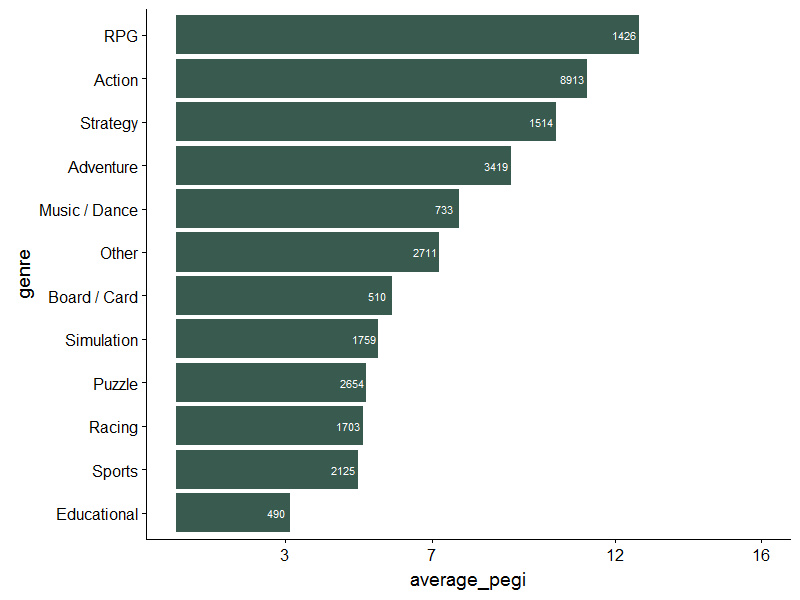 RPG 1426
Action 8913
Strategy 1514
Adventure 3419
Music / Dance 733
Other 2711
genre
Board / Card 510
Simulation 1759
Puzzle 2654
Racing 1703
Sports 2125
Educational 490
3 7 12 16
average_pegi